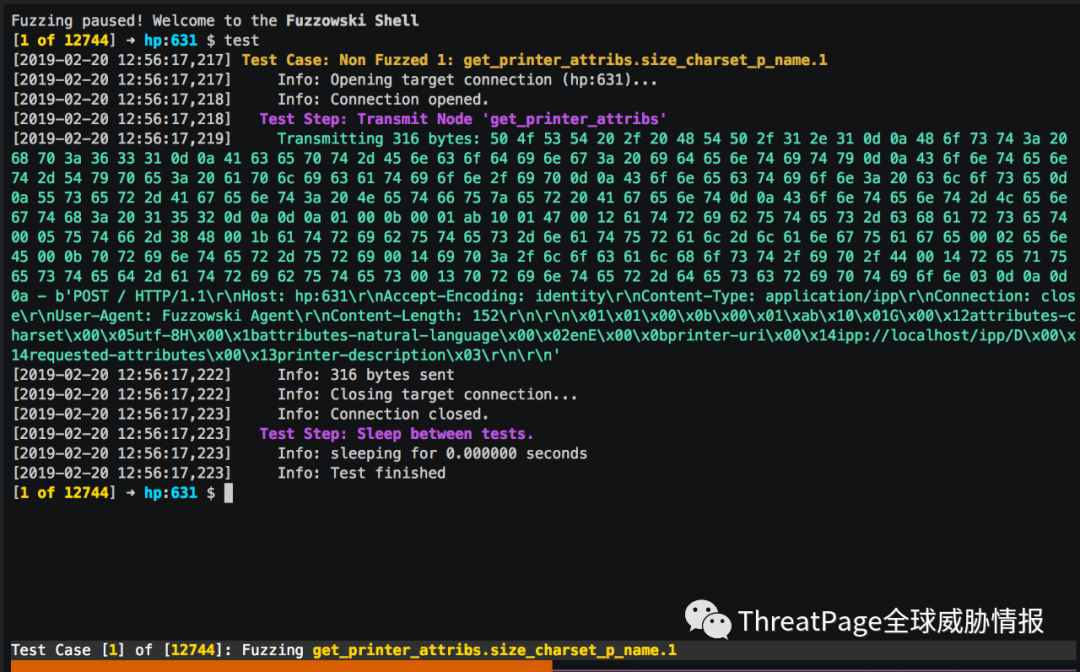 Fuzzing paused! Welcome to the Fuzzowski Shell
[1 of 12744] → hp:631 $ test
[2019-02-20 12:56:17,217] Test Case: Non Fuzzed 1: get_printer_attribs.size_charset_p_name.1
[2019-02-20 12:56:17,217]     Info: Opening target connection (hp:631)...
[2019-02-20 12:56:17,218]     Info: Connection opened.
[2019-02-20 12:56:17,218]   Test Step: Transmit Node 'get_printer_attribs'
[2019-02-20 12:56:17,219]     Transmitting 316 bytes: 50 4f 53 54 20 2f 20 48 54 50 2f 31 2e 31 0d 0a 48 6f 73 74 3a 20
68 70 3a 36 33 31 0d 0a 41 63 65 70 74 2d 45 6e 63 6f 64 69 6e 67 3a 20 69 64 65 6e 74 69 74 79 0d 0a 43 6f 6e 74 65 6e
74 2d 54 79 70 65 3a 20 61 70 6c 69 63 61 74 69 6f 6e 2f 69 70 0d 0a 43 6f 6e 65 63 74 69 6f 6e 3a 20 63 6c 6f 73 65 0d
0a 55 73 65 72 2d 41 67 65 6e 74 3a 20 4e 65 74 66 75 7a 65 72 20 41 67 65 6e 74 0d 0a 43 6f 6e 74 65 6e 74 2d 4c 65 6e
67 74 68 3a 20 31 35 32 0d 0a 0d 0a 01 00 0b 00 01 ab 10 01 47 00 12 61 74 72 69 62 75 74 65 73 2d 63 68 61 72 73 65 74
00 05 75 74 66 2d 38 48 00 1b 61 74 72 69 62 75 74 65 73 2d 6e 61 74 75 72 61 6c 2d 6c 61 6e 67 75 61 67 65 00 02 65 6e
45 00 0b 70 72 69 6e 74 65 72 2d 75 72 69 00 14 69 70 3a 2f 6c 6f 63 61 6c 68 6f 73 74 2f 69 70 2f 44 00 14 72 65 71 75
65 73 74 65 64 2d 61 74 72 69 62 75 74 65 73 00 13 70 72 69 6e 74 65 72 2d 64 65 73 63 72 69 70 74 69 6f 6e 03 0d 0a 0d
0a – b'POST / HTTP/1.1\r\nHost: hp:631\r\nAccept-Encoding: identity\r\nContent-Type: application/ipp\r\nConnection: clos
e\r\nUser-Agent: Fuzzowski Agent\r\nContent-Length: 152\r\n\r\n\x01\x01\x00\x0b\x00\x01\xab\x10\x01G\x00\x12attributes-c
harset\x00\x05utf-8H\x00\x1battributes-natural-language\x00\x02enE\x00\x0bprinter-uri\x00\x14ipp://localhost/ipp/D\x00\x
14requested-attributes\x00\x13printer-description\x03\r\n\r\n'
[2019-02-20 12:56:17,222]     Info: 316 bytes sent
[2019-02-20 12:56:17,222]     Info: Closing target connection...
[2019-02-20 12:56:17,223]     Info: Connection closed.
[2019-02-20 12:56:17,223]   Test Step: Sleep between tests.
[2019-02-20 12:56:17,223]     Info: sleeping for 0.000000 seconds
[2019-02-20 12:56:17,223]     Info: Test finished
[1 of 12744] → hp:631 $
ThreatPage全球威胁情报
Test Case [1] of [12744]: Fuzzing get_printer_attribs.size_charset_p_name.1